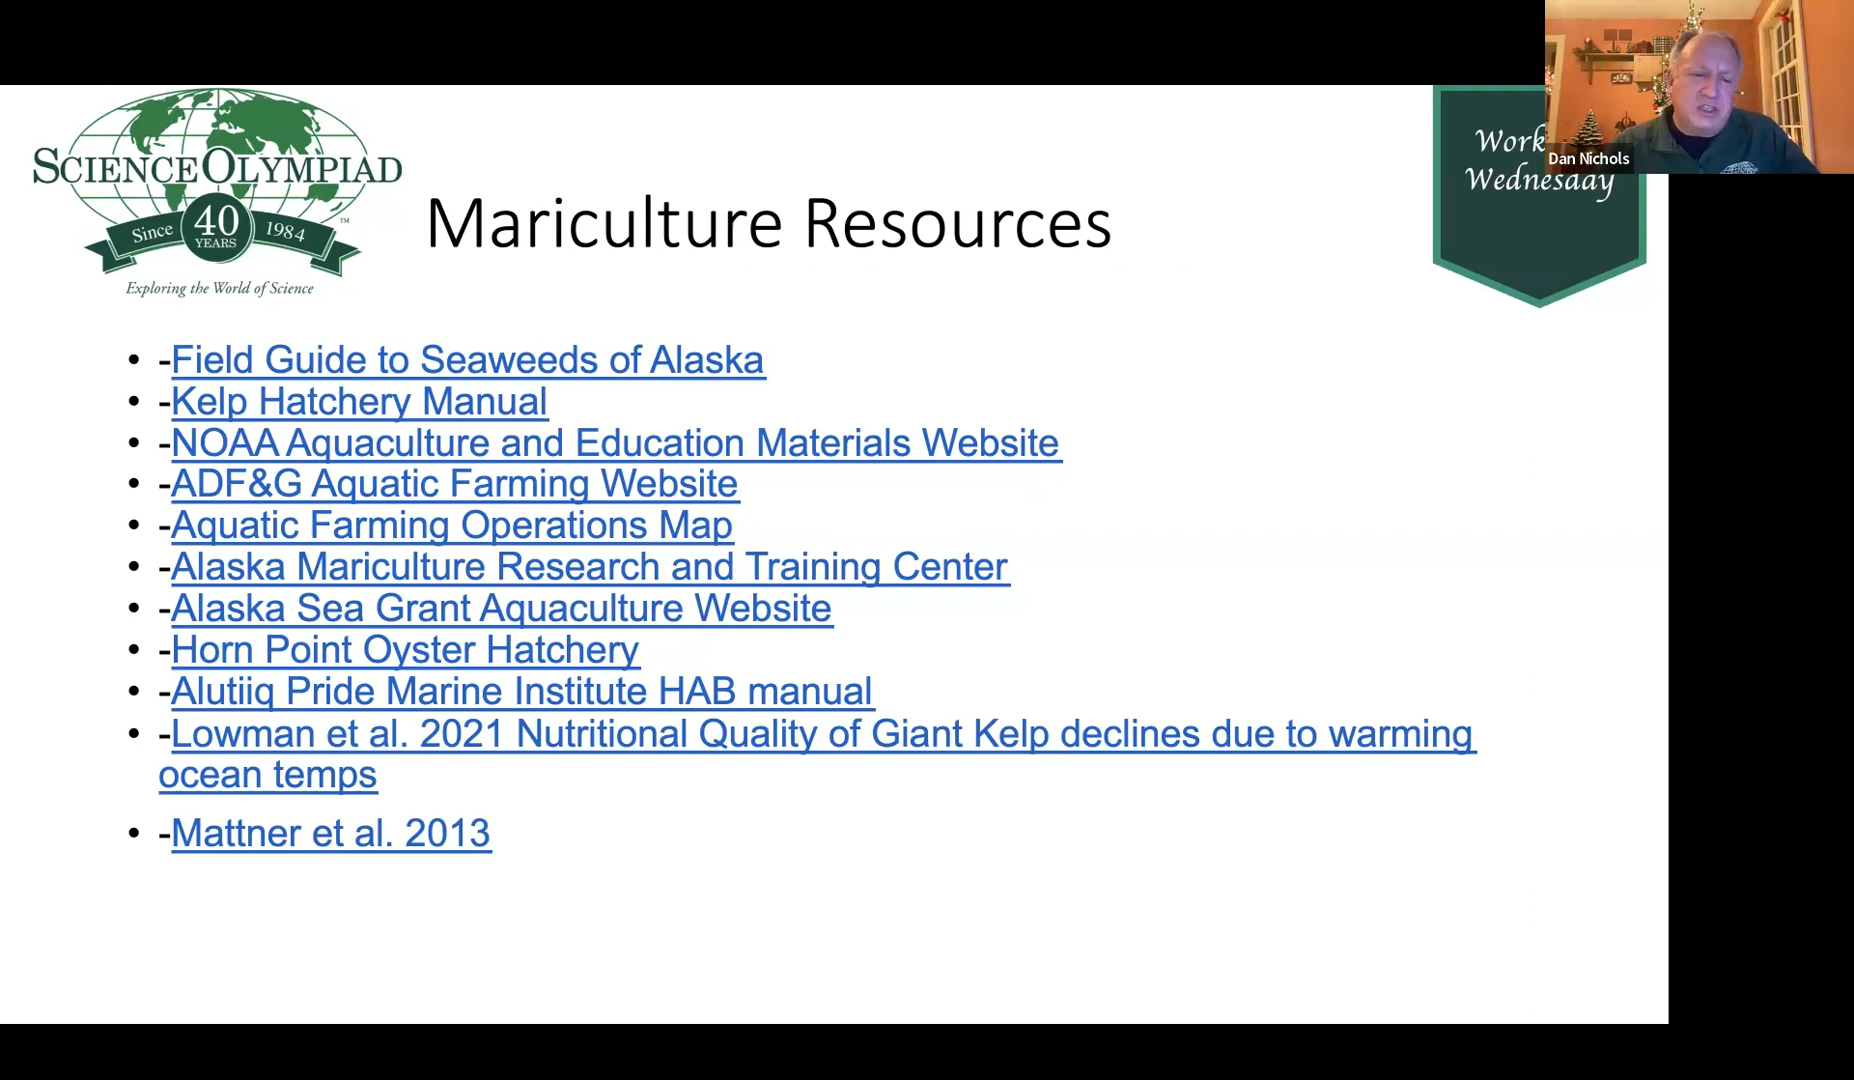 SCIENCE OLYMPIAD
Since 40 YEARS 1984
™
Exploring the World of Science
Mariculture Resources
Wednesday
Dan Nichols
• -Field Guide to Seaweeds of Alaska
• -Kelp Hatchery Manual
• -NOAA Aquaculture and Education Materials Website
• -ADF&G Aquatic Farming Website
• -Aquatic Farming Operations Map
• -Alaska Mariculture Research and Training Center
• -Alaska Sea Grant Aquaculture Website
• -Horn Point Oyster Hatchery
• -Alutiiq Pride Marine Institute HAB manual
• -Lowman et al. 2021 Nutritional Quality of Giant Kelp declines due to warming
ocean temps
• -Mattner et al. 2013